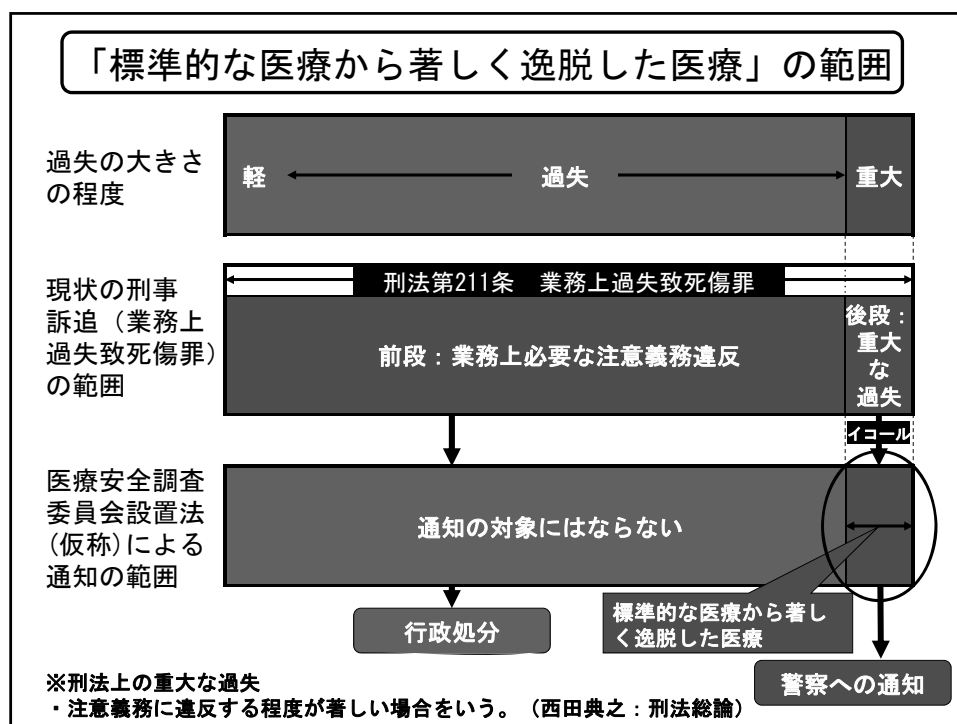 「標準的な医療から著しく逸脱した医療」の範囲
過失の大きさ
の程度
軽
過失
重大
現状の刑事
訴追（業務上
過失致死傷罪）
の範囲
刑法第211条　業務上過失致死傷罪
前段：業務上必要な注意義務違反
後段：
重大
な
過失
イコール
医療安全調査
委員会設置法
(仮称)による
通知の範囲
通知の対象にはならない
標準的な医療から著し
く逸脱した医療
行政処分
警察への通知
※刑法上の重大な過失
・注意義務に違反する程度が著しい場合をいう。（西田典之：刑法総論）